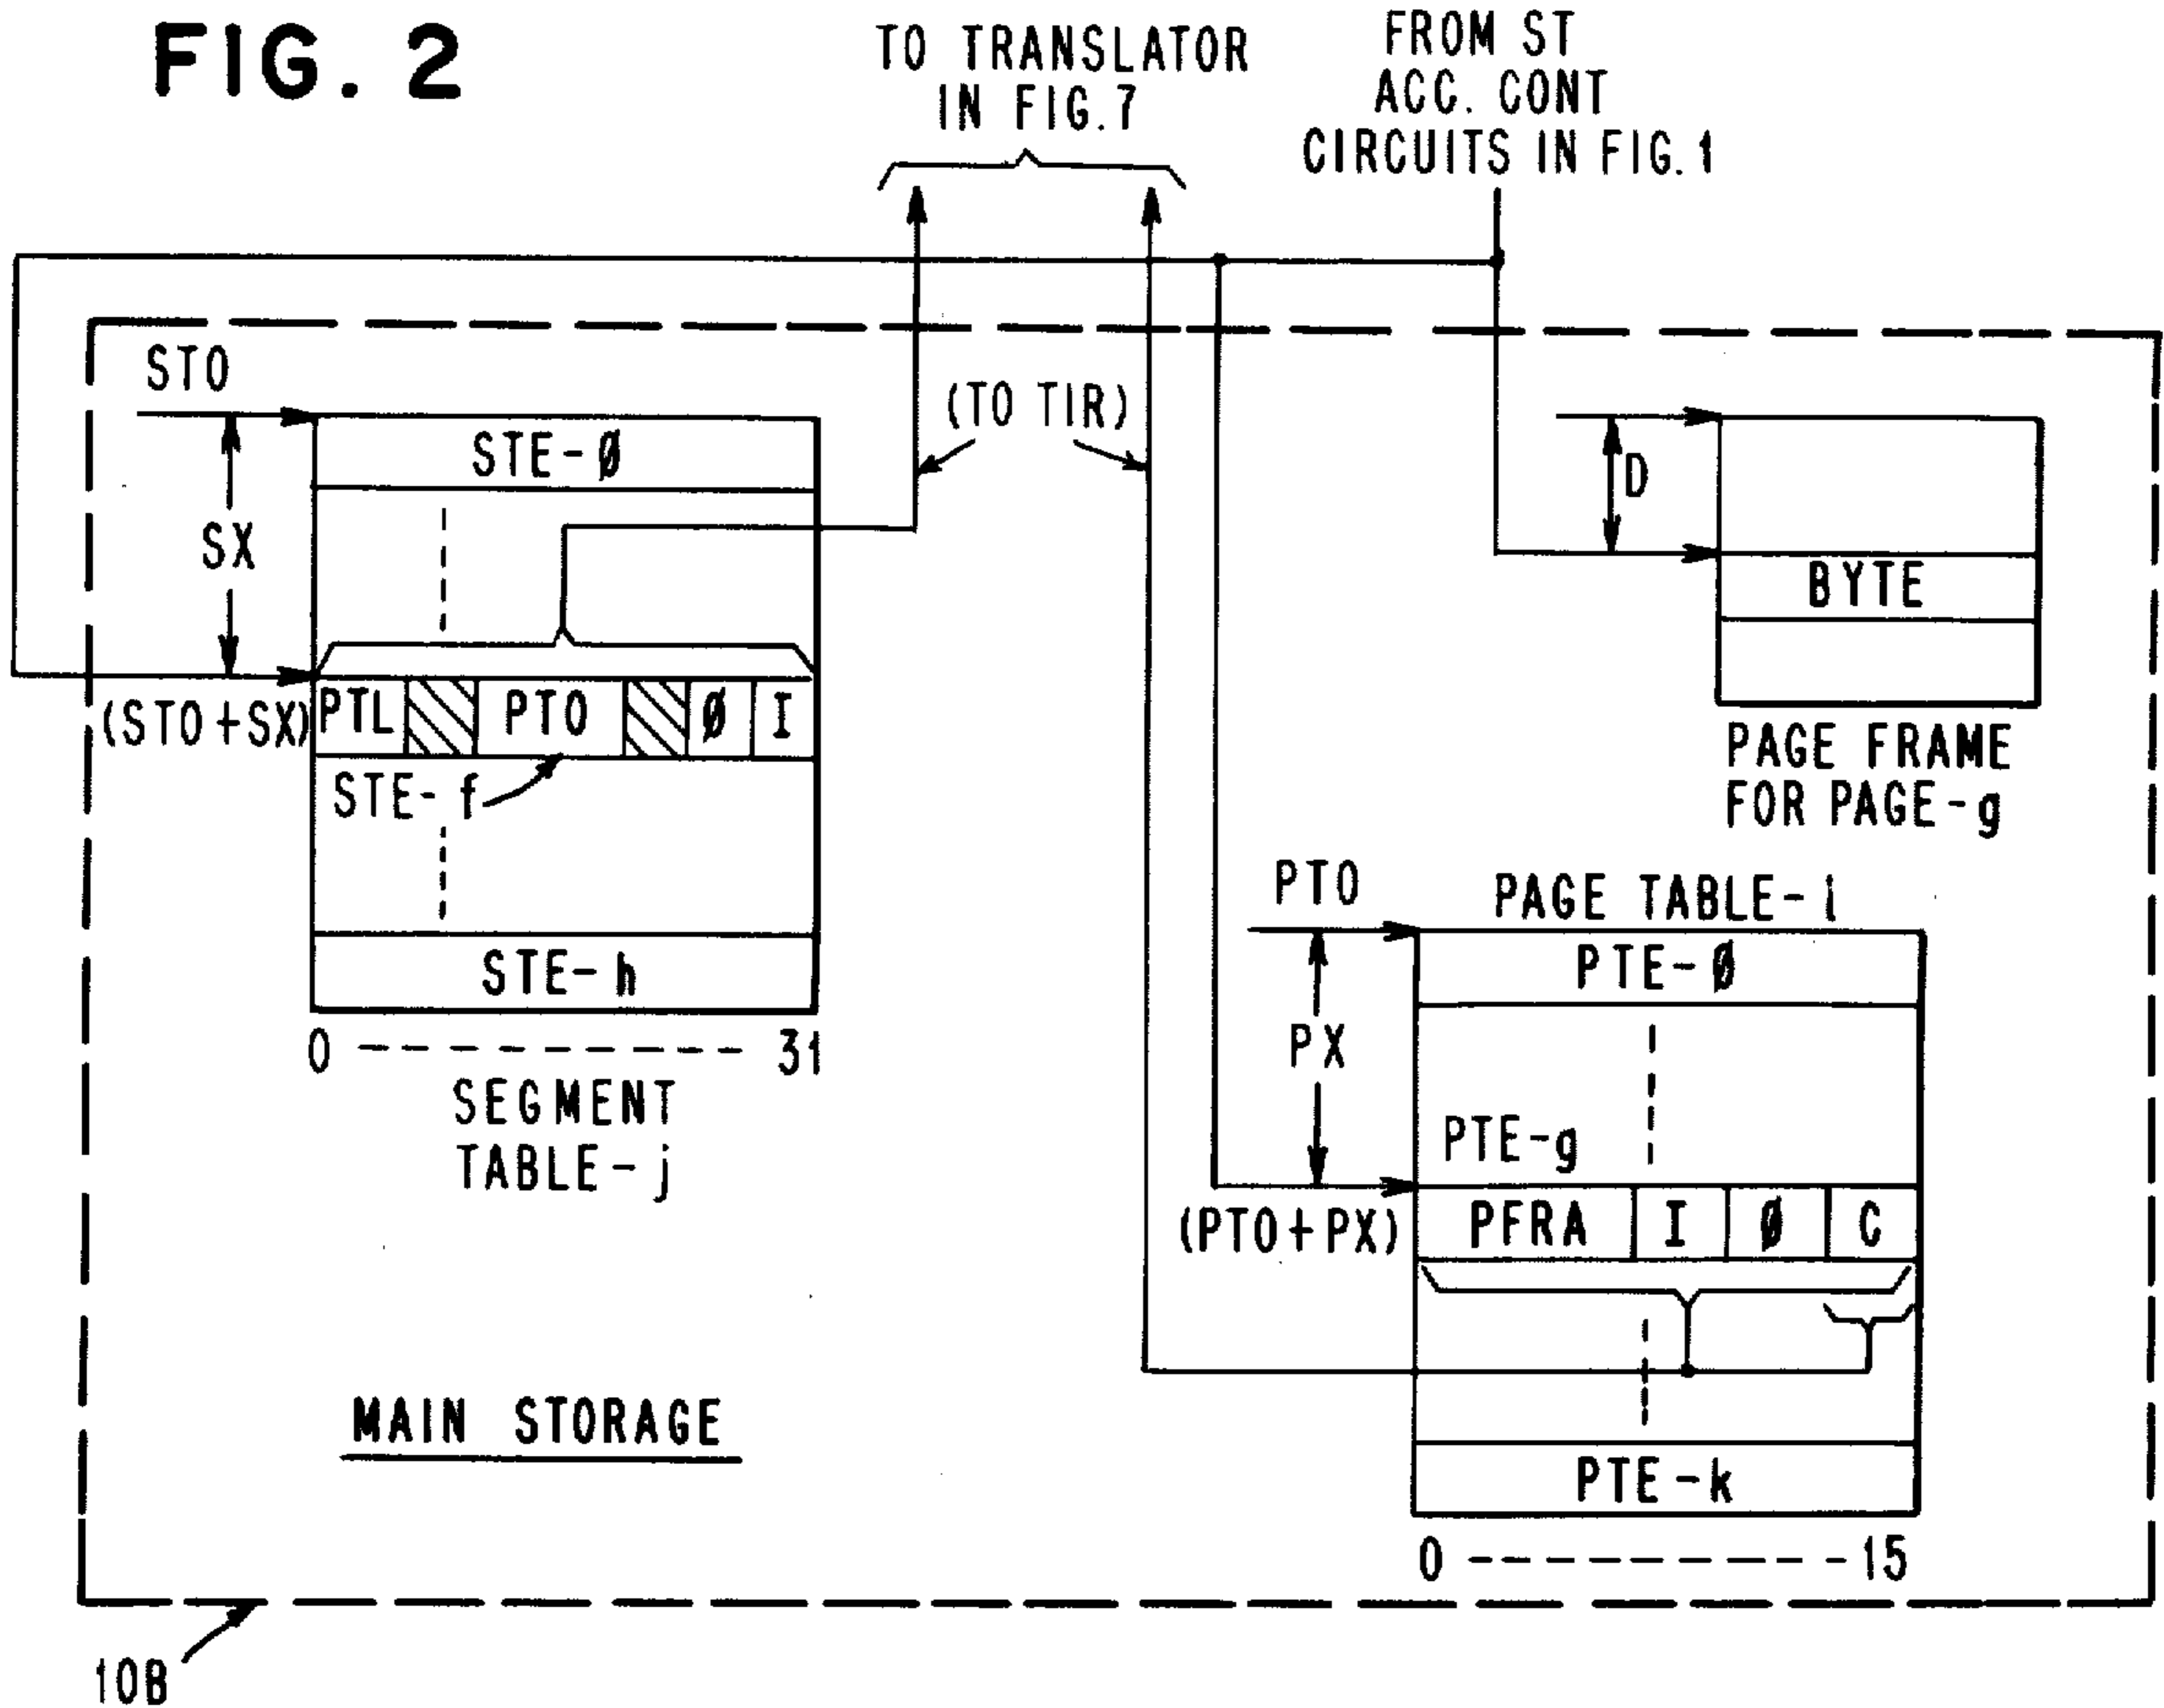 FIG. 2
TO TRANSLATOR
IN FIG. 7
FROM ST
ACC. CONT
CIRCUITS IN FIG. 1
STO
SX
(STO+SX)
STE-Ø
PTL
PTO
Ø
I
STE-f
STE-h
0 ---------- 31
SEGMENT
TABLE-j
(TO TIR)
D
BYTE
PAGE FRAME
FOR PAGE-g
PTO
PAGE TABLE-i
PTE-Ø
PX
PTE-g
(PTO+PX)
PFRA
I
Ø
C
PTE-k
0 ---------- 15
MAIN STORAGE
10B